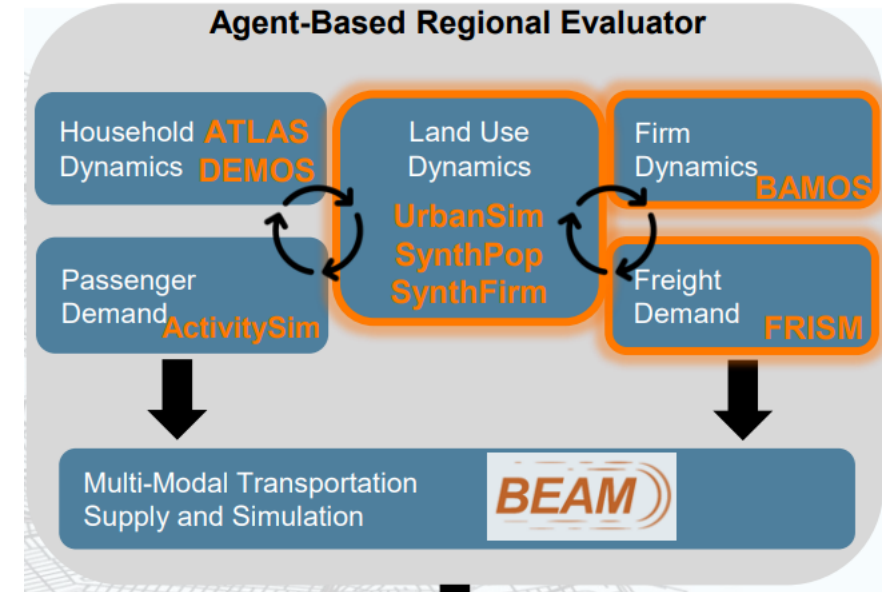 Agent-Based Regional Evaluator
Household ATLAS
Dynamics DEMOS
Land Use
Dynamics
UrbanSim
SynthPop
SynthFirm
Firm
Dynamics
BAMOS
Passenger
Demand
ActivitySim
Freight
Demand
FRISM
Multi-Modal Transportation
Supply and Simulation
BEAM